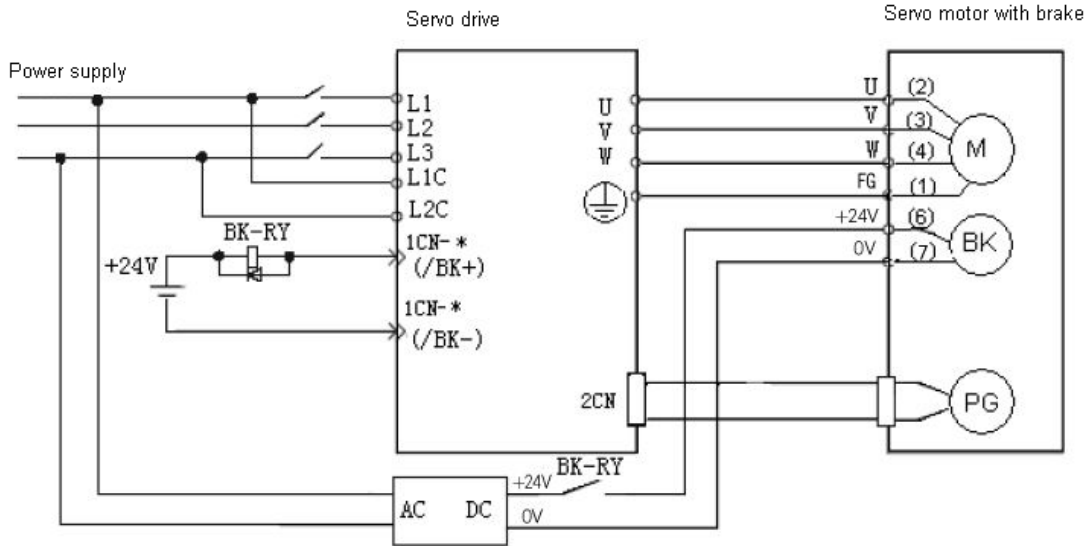 Servo drive
Servo motor with brake
Power supply
L1
L2
L3
L1C
L2C
BK-RY
+24V
1CN-*
(/BK+)
1CN-*
(/BK-)
U
V
W
2CN
U (2)
V (3)
W (4)
FG (1)
+24V (6)
0V (7)
M
BK
PG
BK-RY
+24V
0V
AC DC